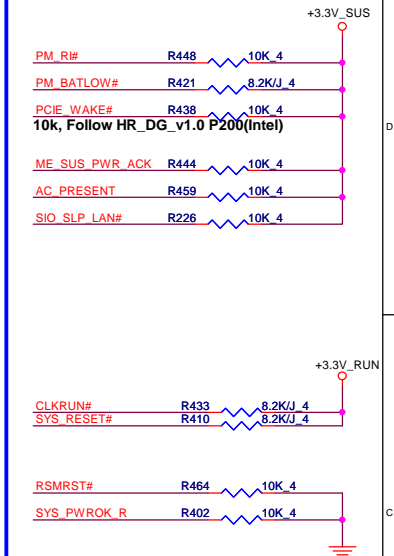 +3.3V_SUS
PM_RI# R448 10K_4
PM_BATLOW# R421 8.2K/J_4
PCIE_WAKE# R438 10K_4
10k, Follow HR_DG_v1.0 P200(Intel)
D
ME_SUS_PWR_ACK R444 10K_4
AC_PRESENT R459 10K_4
SIO_SLP_LAN# R226 10K_4
+3.3V_RUN
CLKRUN# R433 8.2K/J_4
SYS_RESET# R410 8.2K/J_4
RSMRST# R464 10K_4
SYS_PWROK_R R402 10K_4
C